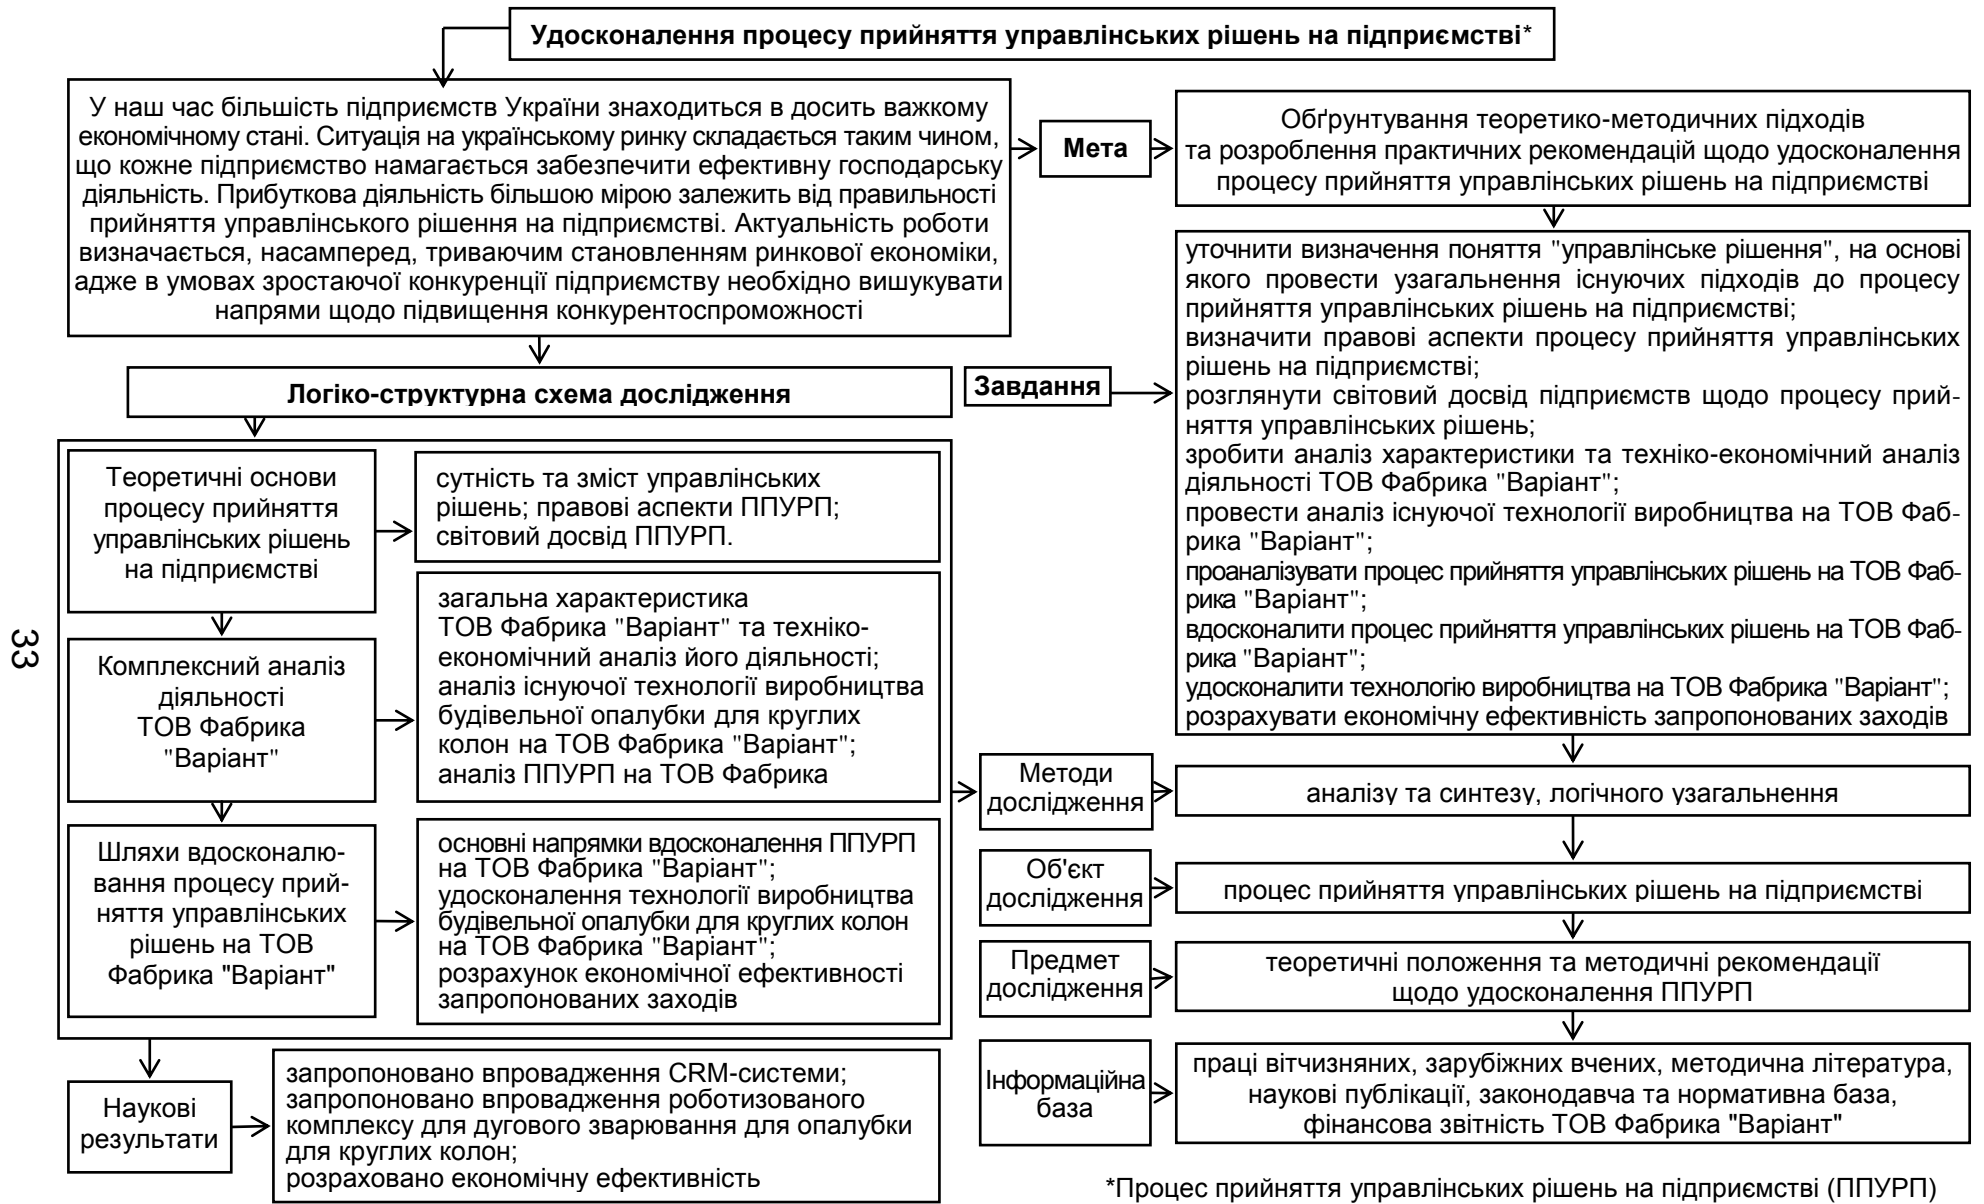 Удосконалення процесу прийняття управлінських рішень на підприємстві*
У наш час більшість підприємств України знаходиться в досить важкому
економічному стані. Ситуація на українському ринку складається таким чином,
що кожне підприємство намагається забезпечити ефективну господарську
діяльність. Прибуткова діяльність більшою мірою залежить від правильності
прийняття управлінського рішення на підприємстві. Актуальність роботи
визначається, насамперед, триваючим становленням ринкової економіки,
адже в умовах зростаючої конкуренції підприємству необхідно вишукувати
напрями щодо підвищення конкурентоспроможності
Мета
Обґрунтування теоретико-методичних підходів
та розроблення практичних рекомендацій щодо удосконалення
процесу прийняття управлінських рішень на підприємстві
Завдання
уточнити визначення поняття "управлінське рішення", на основі
якого провести узагальнення існуючих підходів до процесу
прийняття управлінських рішень на підприємстві;
визначити правові аспекти процесу прийняття управлінських
рішень на підприємстві;
розглянути світовий досвід підприємств щодо процесу прий-
няття управлінських рішень;
зробити аналіз характеристики та техніко-економічний аналіз
діяльності ТОВ Фабрика "Варіант";
провести аналіз існуючої технології виробництва на ТОВ Фаб-
рика "Варіант";
проаналізувати процес прийняття управлінських рішень на ТОВ Фаб-
рика "Варіант";
вдосконалити процес прийняття управлінських рішень на ТОВ Фаб-
рика "Варіант";
удосконалити технологію виробництва на ТОВ Фабрика "Варіант";
розрахувати економічну ефективність запропонованих заходів
Логіко-структурна схема дослідження
Теоретичні основи
процесу прийняття
управлінських рішень
на підприємстві
сутність та зміст управлінських
рішень; правові аспекти ППУРП;
світовий досвід ППУРП.
Комплексний аналіз
діяльності
ТОВ Фабрика
"Варіант"
загальна характеристика
ТОВ Фабрика "Варіант" та техніко-
економічний аналіз його діяльності;
аналіз існуючої технології виробництва
будівельної опалубки для круглих
колон на ТОВ Фабрика "Варіант";
аналіз ППУРП на ТОВ Фабрика
Шляхи вдосконалю-
вання процесу прий-
няття управлінських
рішень на ТОВ
Фабрика "Варіант"
основні напрямки вдосконалення ППУРП
на ТОВ Фабрика "Варіант";
удосконалення технології виробництва
будівельної опалубки для круглих колон
на ТОВ Фабрика "Варіант";
розрахунок економічної ефективності
запропонованих заходів
Методи
дослідження
аналізу та синтезу, логічного узагальнення
Об'єкт
дослідження
процес прийняття управлінських рішень на підприємстві
Предмет
дослідження
теоретичні положення та методичні рекомендації
щодо удосконалення ППУРП
Інформаційна
база
праці вітчизняних, зарубіжних вчених, методична література,
наукові публікації, законодавча та нормативна база,
фінансова звітність ТОВ Фабрика "Варіант"
Наукові
результати
запропоновано впровадження CRM-системи;
запропоновано впровадження роботизованого
комплексу для дугового зварювання для опалубки
для круглих колон;
розраховано економічну ефективність
*Процес прийняття управлінських рішень на підприємстві (ППУРП)
33